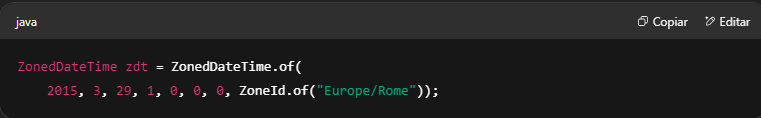 java
Copiar
Editar
ZonedDateTime zdt = ZonedDateTime.of(
2015, 3, 29, 1, 0, 0, 0, ZoneId.of("Europe/Rome"));